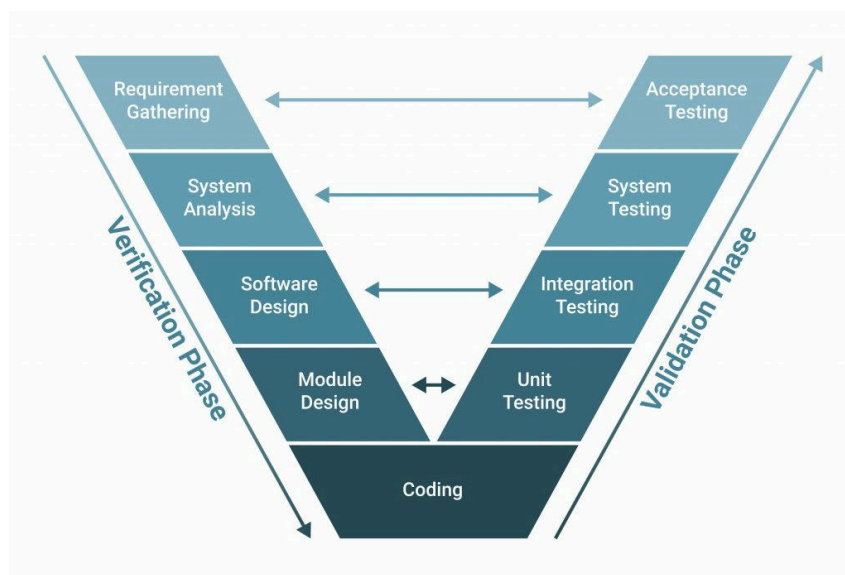 Requirement
Gathering
Acceptance
Testing
System
Analysis
System
Testing
Verification Phase
Software
Design
Integration
Testing
Validation Phase
Module
Design
Unit
Testing
Coding